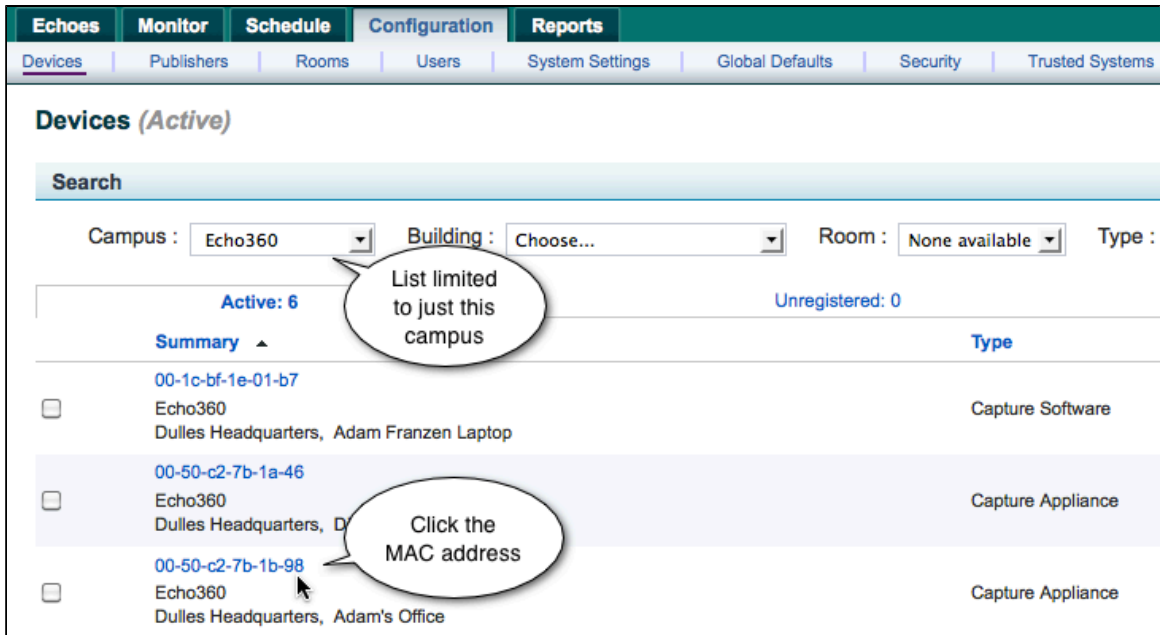 Echoes Monitor Schedule Configuration Reports
Devices Publishers Rooms Users System Settings Global Defaults Security Trusted Systems
Devices (Active)
Search
Campus : Echo360 Building : Choose... Room : None available Type :
List limited
to just this
campus
Active: 6 Unregistered: 0
Summary Type
00-1c-bf-1e-01-b7
Echo360 Capture Software
Dulles Headquarters, Adam Franzen Laptop
00-50-c2-7b-1a-46
Echo360 Capture Appliance
Dulles Headquarters, D
Click the
MAC address
00-50-c2-7b-1b-98
Echo360 Capture Appliance
Dulles Headquarters, Adam's Office